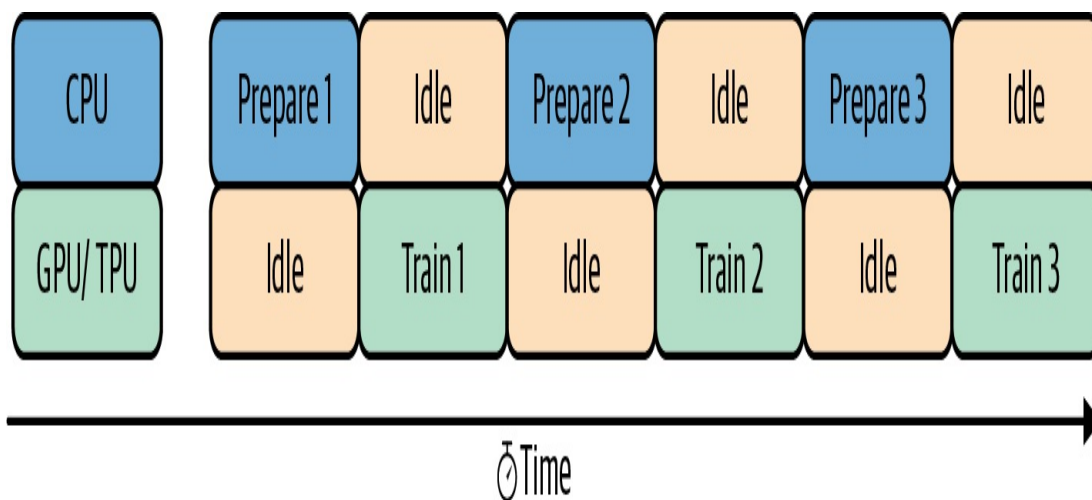 CPU Prepare 1 Idle Prepare 2 Idle Prepare 3 Idle
GPU/ TPU Idle Train 1 Idle Train 2 Idle Train 3
Time